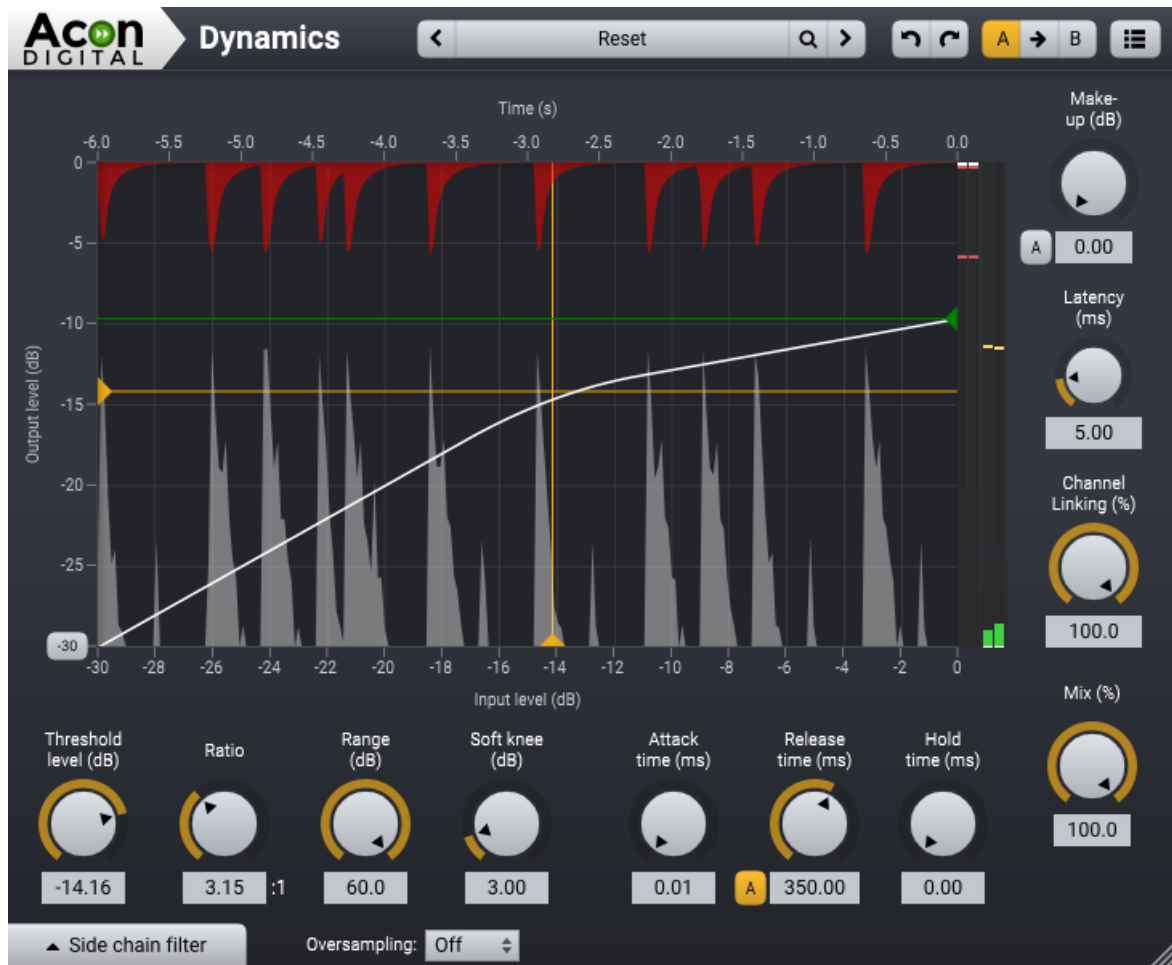 Acon
DIGITAL
Dynamics
Reset
A
B
Time (s)
-6.0 -5.5 -5.0 -4.5 -4.0 -3.5 -3.0 -2.5 -2.0 -1.5 -1.0 -0.5 0.0
Output level (dB)
0
-5
-10
-15
-20
-25
-30
-30 -28 -26 -24 -22 -20 -18 -16 -14 -12 -10 -8 -6 -4 -2 0
Input level (dB)
Make-
up (dB)
A 0.00
Latency
(ms)
5.00
Channel
Linking (%)
100.0
Mix (%)
100.0
Threshold
level (dB)
-14.16
Ratio
3.15 :1
Range
(dB)
60.0
Soft knee
(dB)
3.00
Attack
time (ms)
0.01
Release
time (ms)
A 350.00
Hold
time (ms)
0.00
Side chain filter
Oversampling: Off